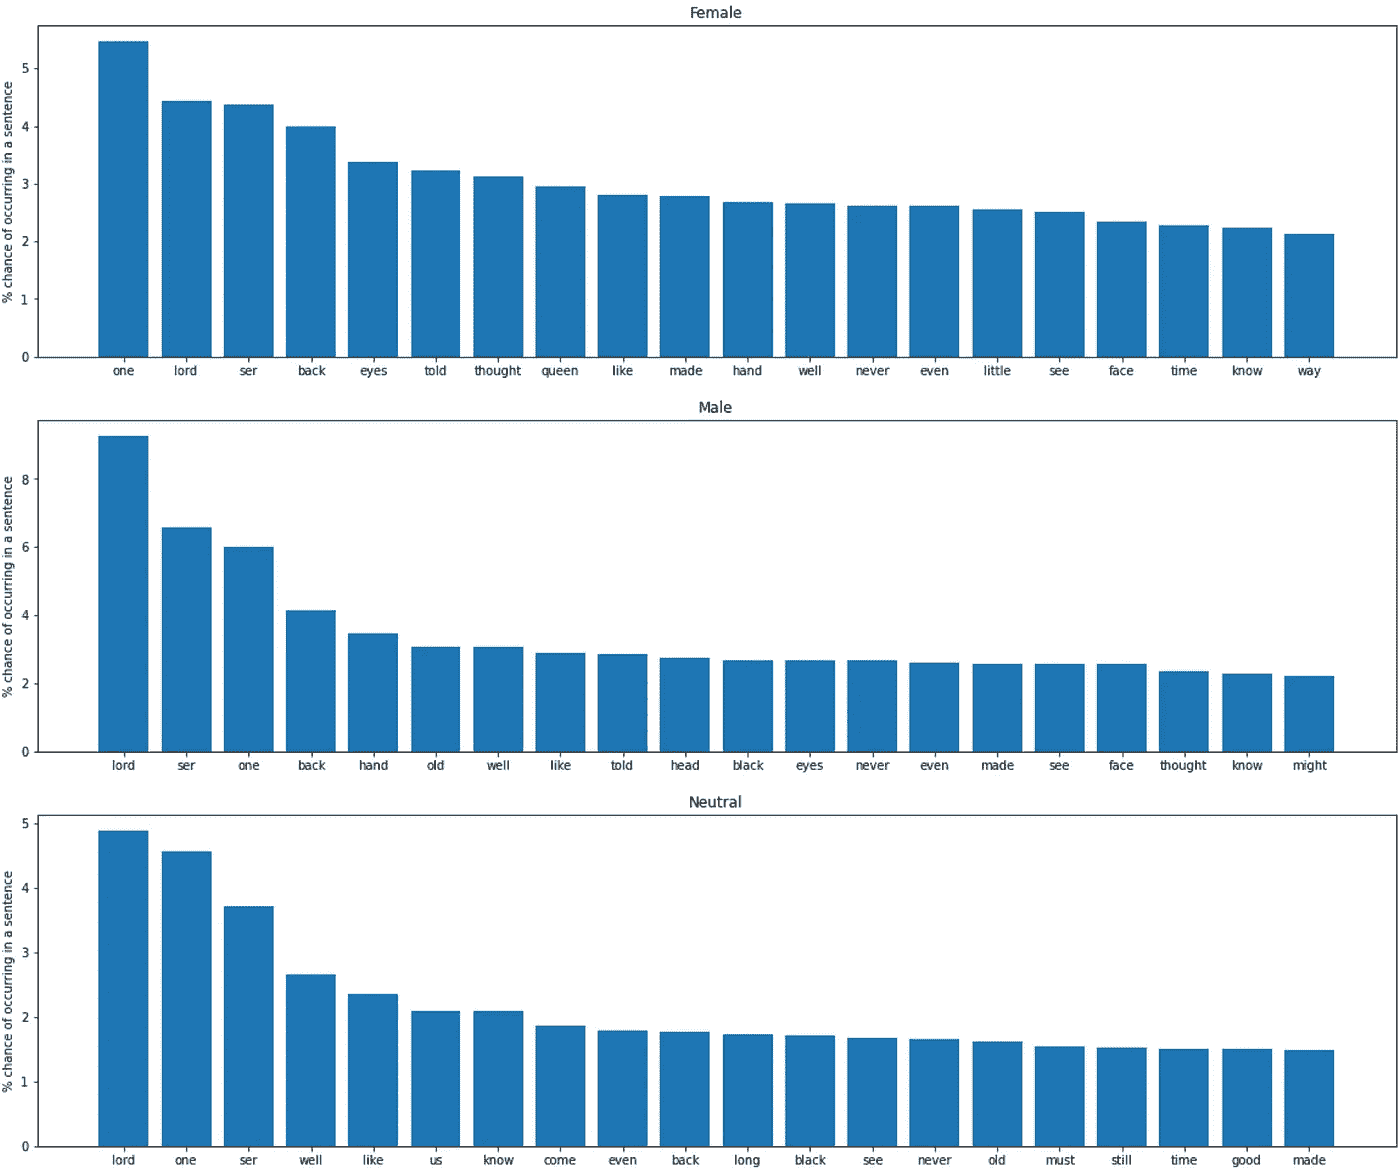 Female
% chance of occurring in a sentence
5
4
3
2
1
0
one lord ser back eyes told thought queen like made hand well never even little see face time know way
Male
% chance of occurring in a sentence
8
6
4
2
0
lord ser one back hand old well like told head black eyes never even made see face thought know might
Neutral
% chance of occurring in a sentence
5
4
3
2
1
0
lord one ser well like us know come even back long black see never old must still time good made